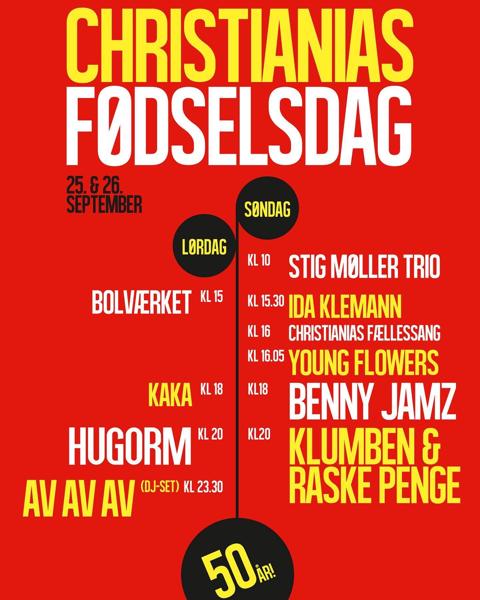 CHRISTIANIAS
FØDSELSDAG
25. & 26.
SEPTEMBER
LØRDAG
BOLVÆRKET KL 15
KAKA KL 18
HUGORM KL 20
AV AV AV (DJ-SET) KL 23.30
SØNDAG
KL 10 STIG MØLLER TRIO
KL 15.30 IDA KLEMANN
KL 16 CHRISTIANIAS FÆLLESSANG
KL 16.05 YOUNG FLOWERS
KL18 BENNY JAMZ
KL20 KLUMBEN &
RASKE PENGE
50 ÅR!